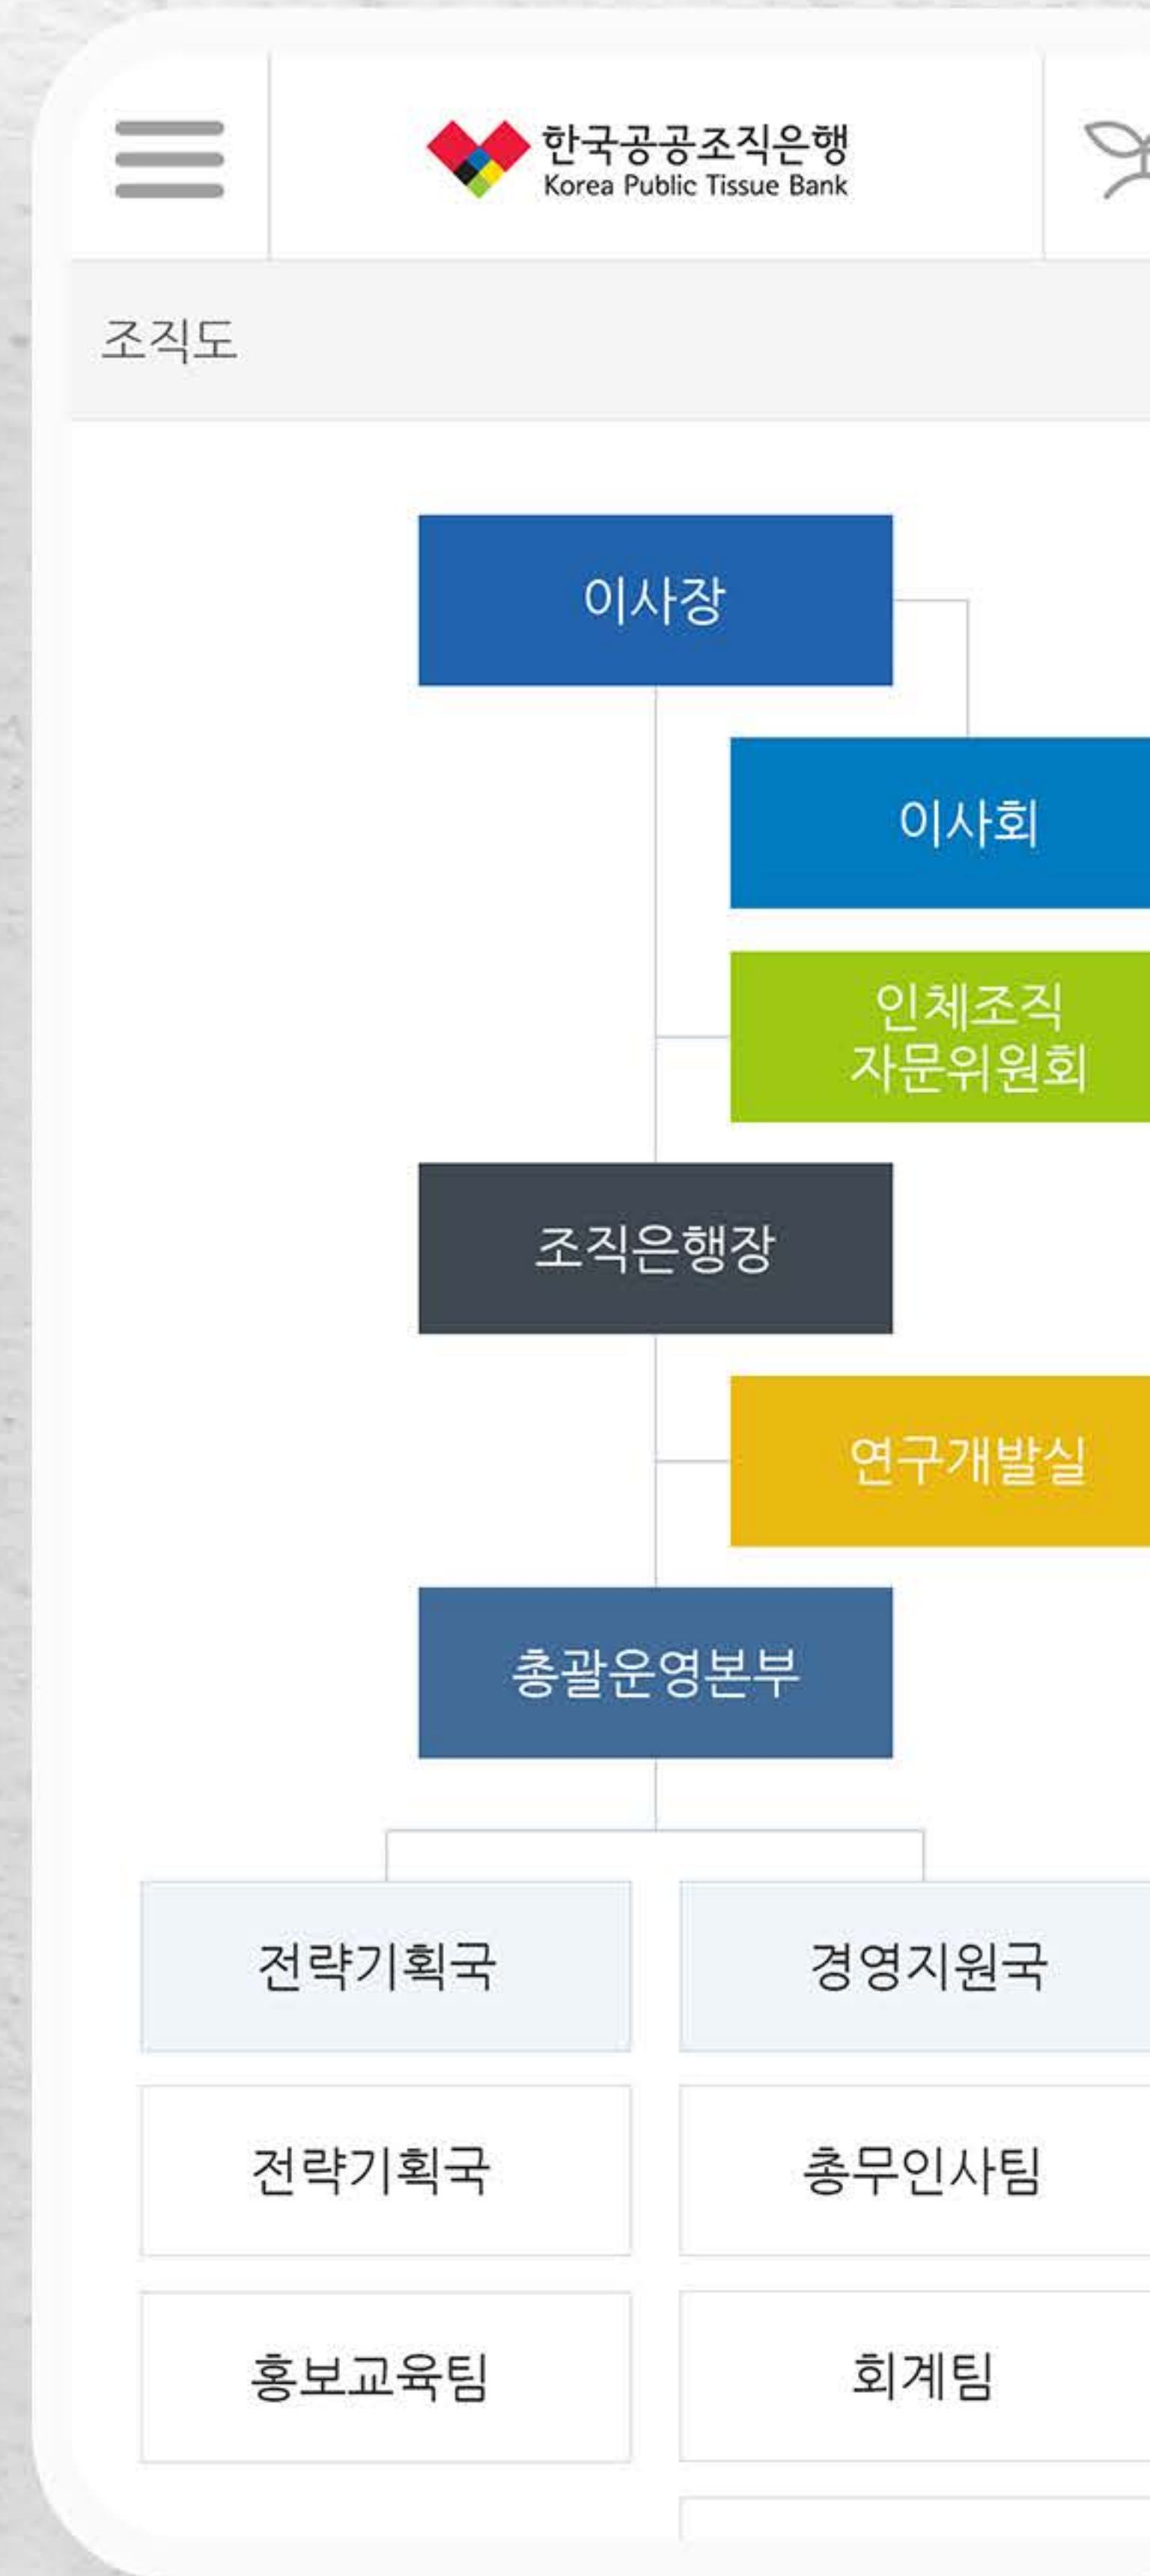 한국공공조직은행
Korea Public Tissue Bank
조직도
이사장
이사회
인체조직
자문위원회
조직은행장
연구개발실
총괄운영본부
전략기획국
경영지원국
전략기획국
총무인사팀
홍보교육팀
회계팀